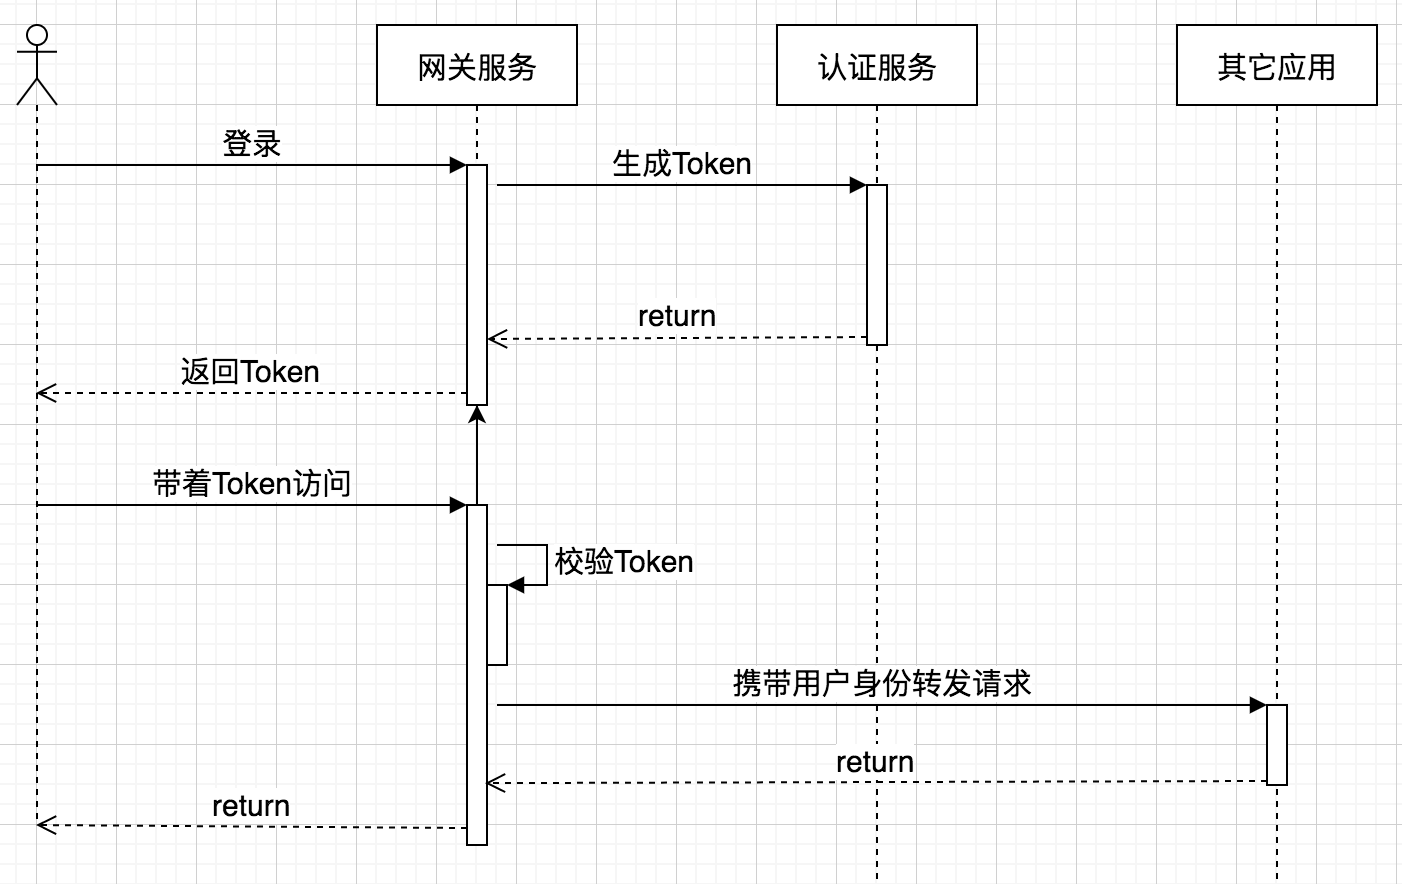 网关服务
认证服务
其它应用
登录
生成Token
return
返回Token
带着Token访问
校验Token
携带用户身份转发请求
return
return